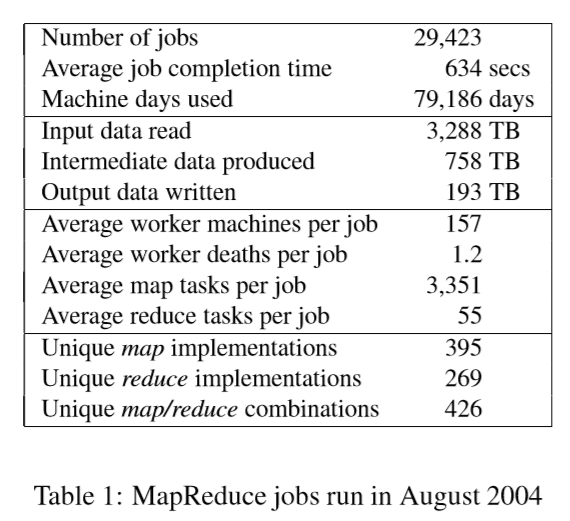 Number of jobs 29,423
Average job completion time 634 secs
Machine days used 79,186 days
Input data read 3,288 TB
Intermediate data produced 758 TB
Output data written 193 TB
Average worker machines per job 157
Average worker deaths per job 1.2
Average map tasks per job 3,351
Average reduce tasks per job 55
Unique map implementations 395
Unique reduce implementations 269
Unique map/reduce combinations 426
Table 1: MapReduce jobs run in August 2004